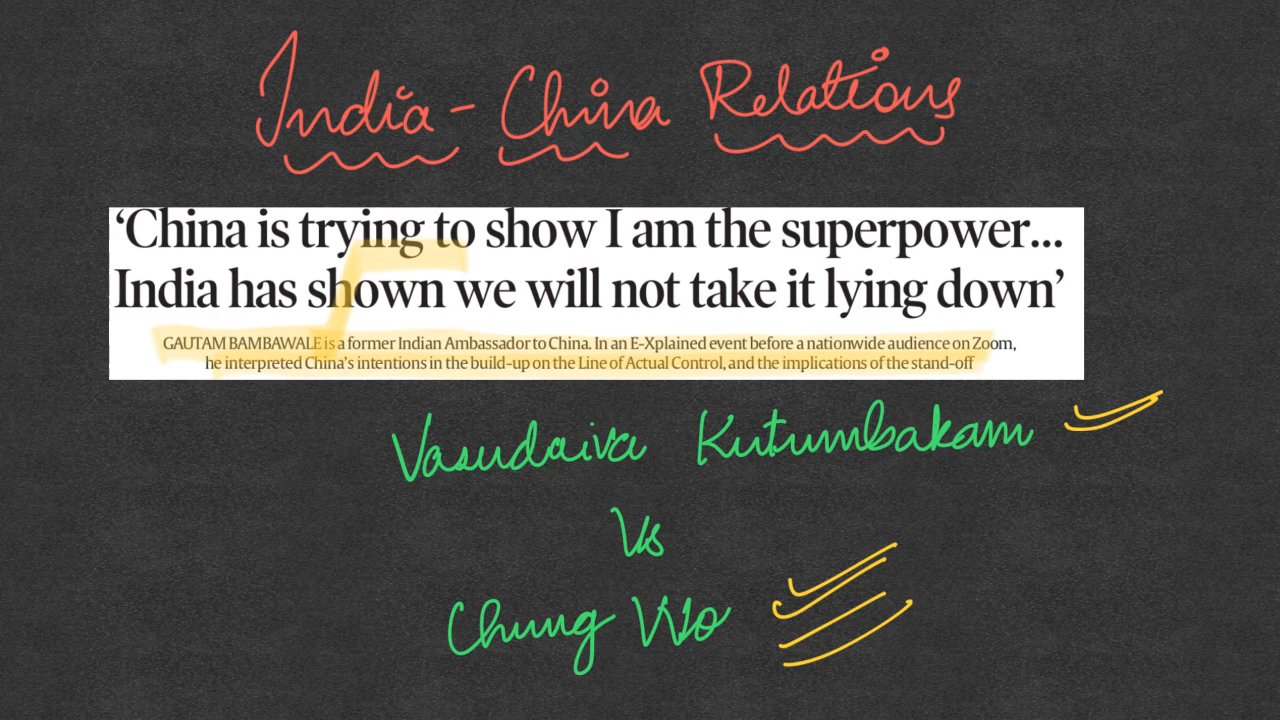 India - China Relations
‘China is trying to show I am the superpower...
India has shown we will not take it lying down’
GAUTAM BAMBAWALE is a former Indian Ambassador to China. In an E-Xplained event before a nationwide audience on Zoom,
he interpreted China's intentions in the build-up on the Line of Actual Control, and the implications of the stand-off
Vasudaiva Kutumbakam
Vs
Chung Wo